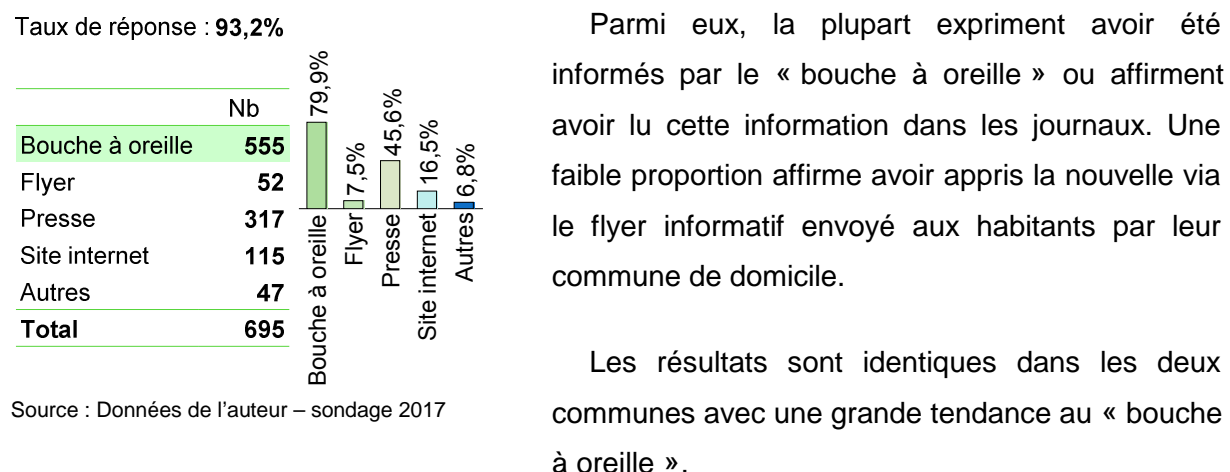 Taux de réponse : 93,2%
Nb
Bouche à oreille 555
Flyer 52
Presse 317
Site internet 115
Autres 47
Total 695
79,9%
7,5%
45,6%
16,5%
6,8%
Bouche à oreille
Flyer
Presse
Site internet
Autres
Source : Données de l'auteur – sondage 2017
Parmi eux, la plupart expriment avoir été
informés par le « bouche à oreille » ou affirment
avoir lu cette information dans les journaux. Une
faible proportion affirme avoir appris la nouvelle via
le flyer informatif envoyé aux habitants par leur
commune de domicile.
Les résultats sont identiques dans les deux
communes avec une grande tendance au « bouche
à oreille ».